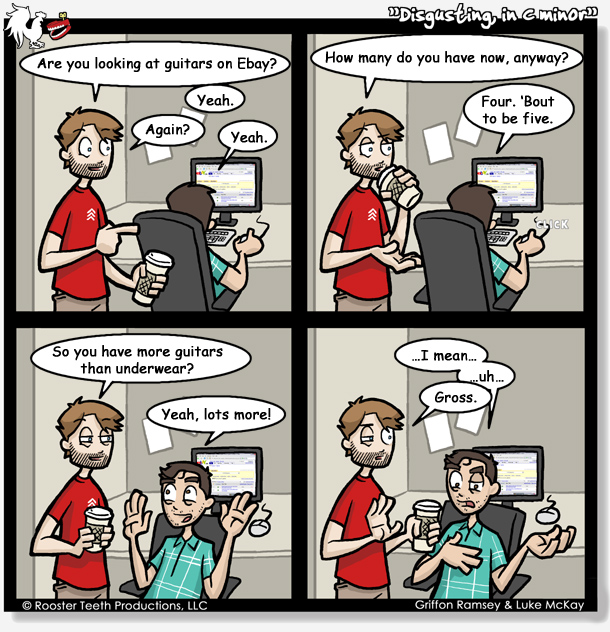 "Disgusting, in C minor"
Are you looking at guitars on Ebay?
Yeah.
Again?
Yeah.
How many do you have now, anyway?
Four. 'Bout
to be five.
CLICK
So you have more guitars
than underwear?
Yeah, lots more!
...I mean...
...uh...
Gross.
© Rooster Teeth Productions, LLC
Griffon Ramsey & Luke McKay